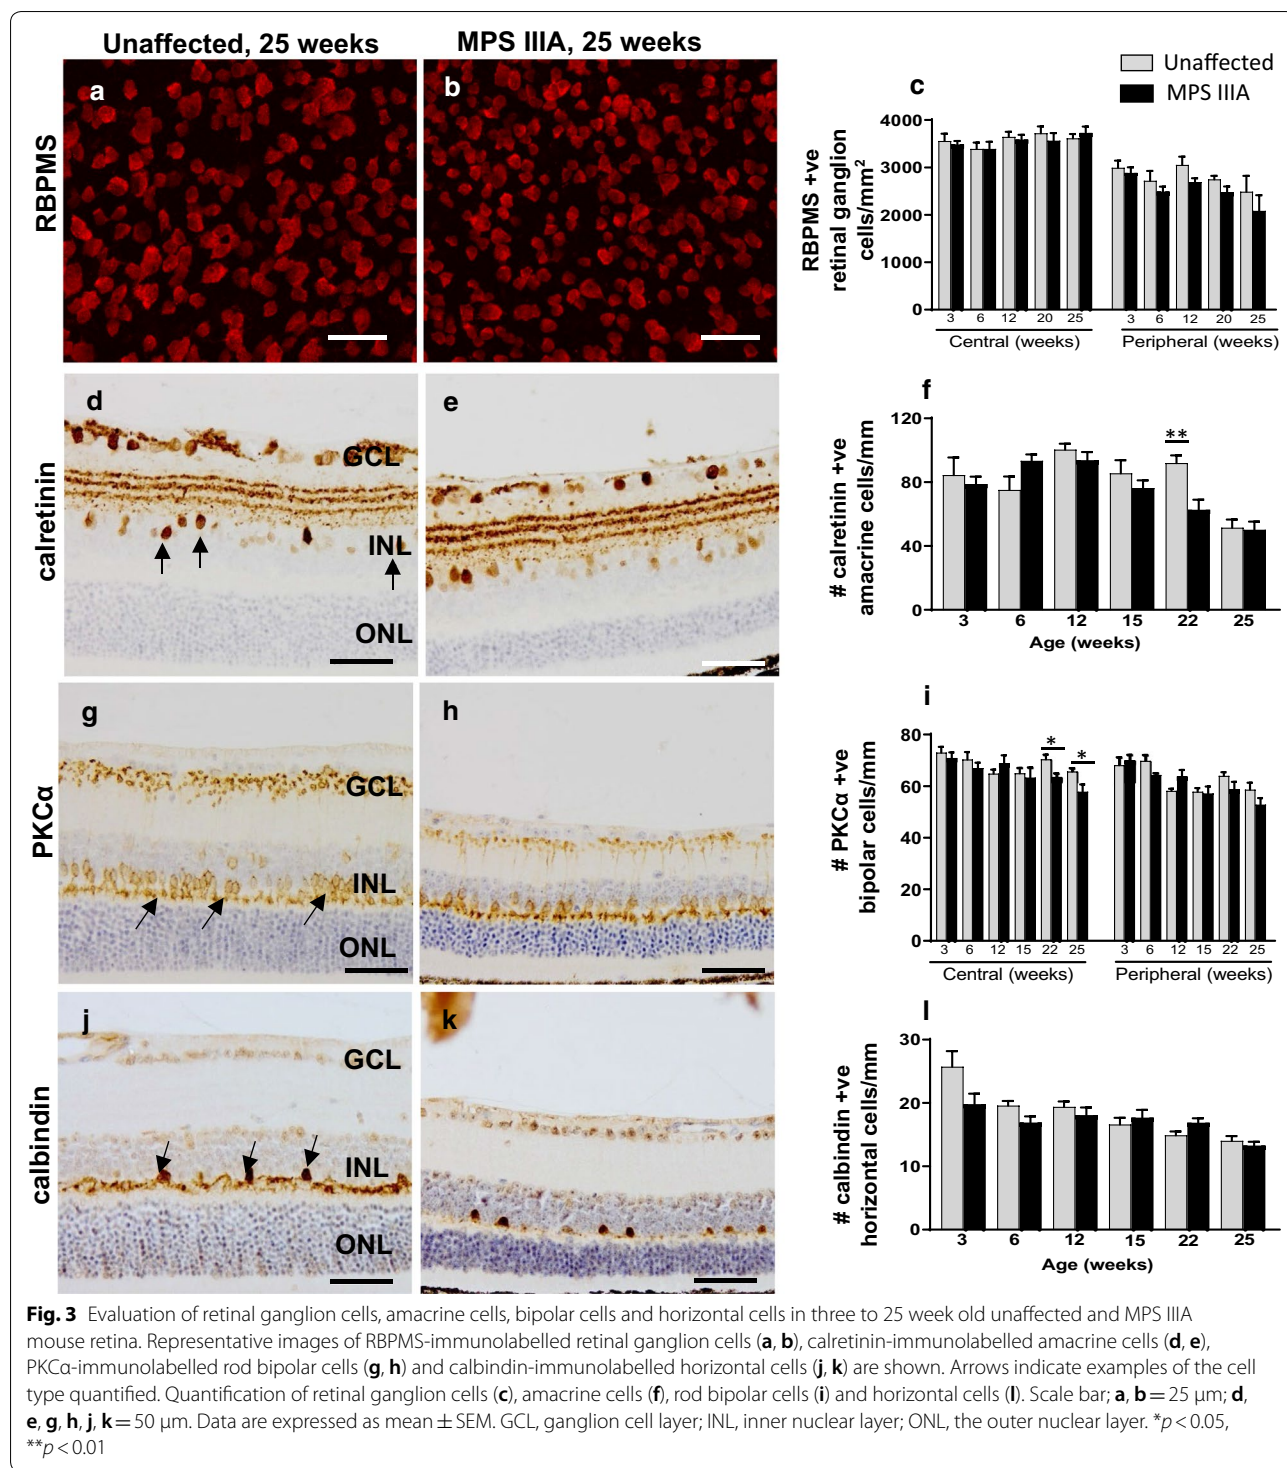 Unaffected, 25 weeks
MPS IIIA, 25 weeks
RBPMS
a
b
c
Unaffected
MPS IIIA
RBPMS +ve
retinal ganglion
cells/mm²
4000
3000
2000
1000
0
3 6 12 20 25 3 6 12 20 25
Central (weeks) Peripheral (weeks)
calretinin
d
GCL
INL
ONL
e
f
# calretinin +ve
amacrine cells/mm
120
80
40
0
**
3 6 12 15 22 25
Age (weeks)
PKCα
g
GCL
INL
ONL
h
i
# PKCα +ve
bipolar cells/mm
80
60
40
20
0
* *
3 6 12 15 22 25 3 6 12 15 22 25
Central (weeks) Peripheral (weeks)
calbindin
j
GCL
INL
ONL
k
l
# calbindin +ve
horizontal cells/mm
30
20
10
0
3 6 12 15 22 25
Age (weeks)
Fig. 3 Evaluation of retinal ganglion cells, amacrine cells, bipolar cells and horizontal cells in three to 25 week old unaffected and MPS IIIA
mouse retina. Representative images of RBPMS-immunolabelled retinal ganglion cells (a, b), calretinin-immunolabelled amacrine cells (d, e),
PKCα-immunolabelled rod bipolar cells (g, h) and calbindin-immunolabelled horizontal cells (j, k) are shown. Arrows indicate examples of the cell
type quantified. Quantification of retinal ganglion cells (c), amacrine cells (f), rod bipolar cells (i) and horizontal cells (l). Scale bar; a, b = 25 μm; d,
e, g, h, j, k = 50 μm. Data are expressed as mean ± SEM. GCL, ganglion cell layer; INL, inner nuclear layer; ONL, the outer nuclear layer. *p < 0.05,
**p < 0.01